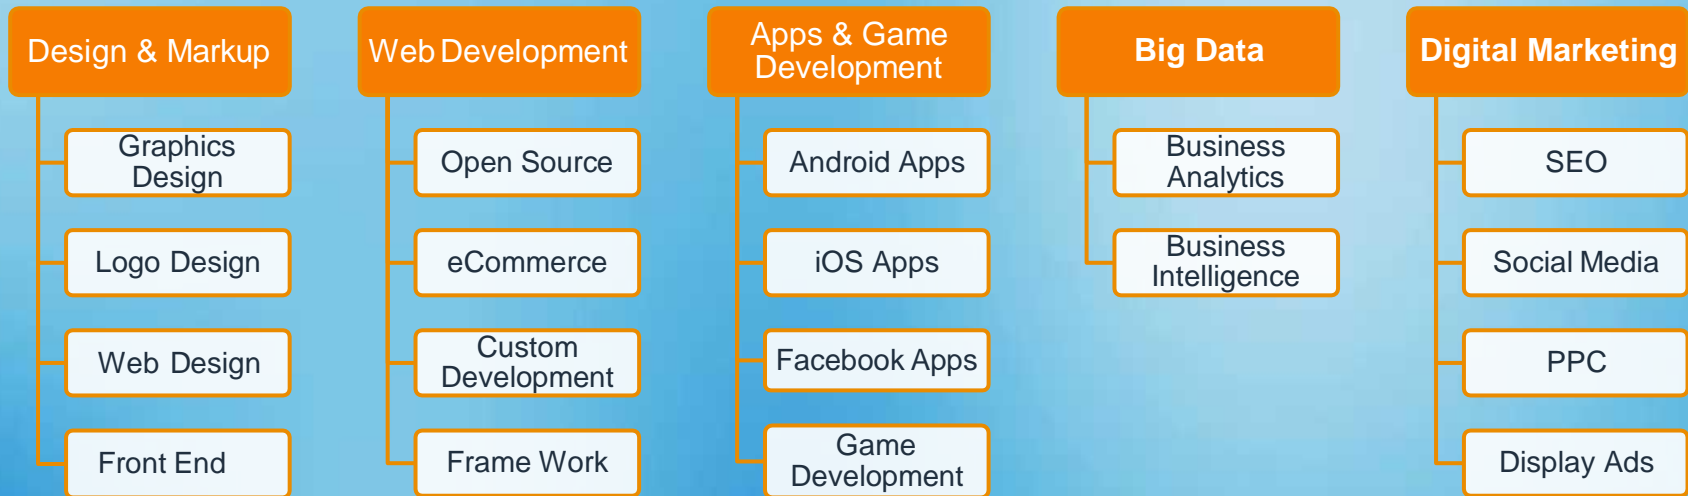 Design & Markup
Graphics
Design
Logo Design
Web Design
Front End
Web Development
Open Source
eCommerce
Custom
Development
Frame Work
Apps & Game
Development
Android Apps
iOS Apps
Facebook Apps
Game
Development
Big Data
Business
Analytics
Business
Intelligence
Digital Marketing
SEO
Social Media
PPC
Display Ads